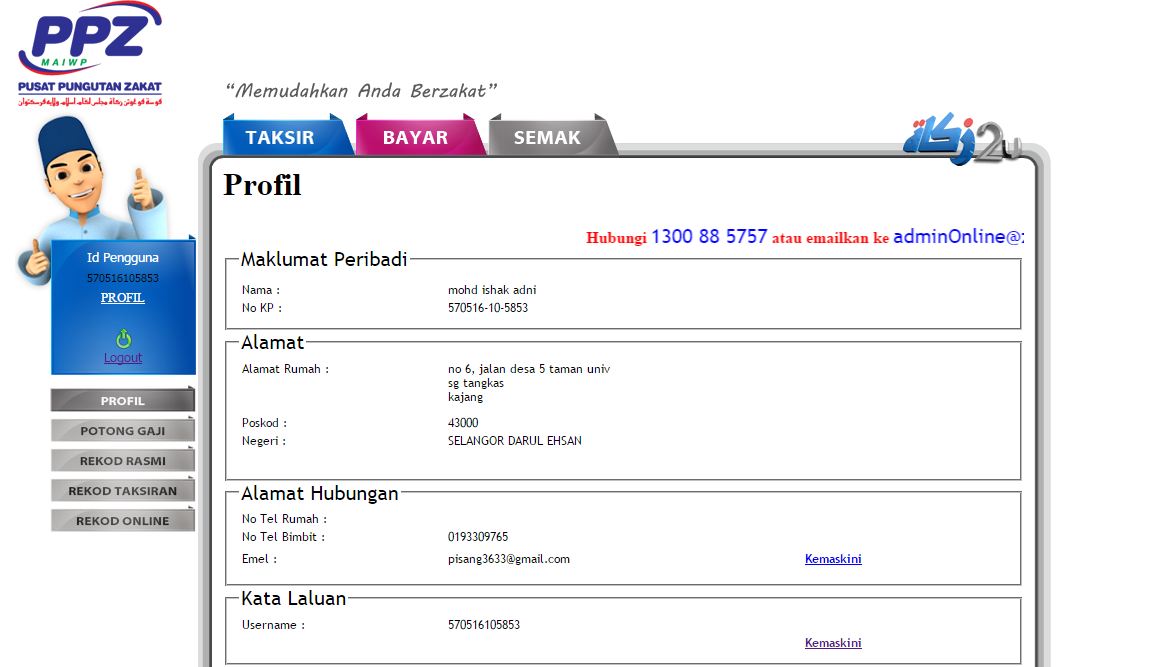 PPZ
MAIWP
PUSAT PUNGUTAN ZAKAT
“Memudahkan Anda Berzakat”
TAKSIR BAYAR SEMAK
زكاة2u
Profil
Hubungi 1300 88 5757 atau emailkan ke adminOnline@
Id Pengguna
570516105853
PROFIL
Logout
PROFIL
POTONG GAJI
REKOD RASMI
REKOD TAKSIRAN
REKOD ONLINE
Maklumat Peribadi
Nama : mohd ishak adni
No KP : 570516-10-5853
Alamat
Alamat Rumah : no 6, jalan desa 5 taman univ
sg tangkas
kajang
Poskod : 43000
Negeri : SELANGOR DARUL EHSAN
Alamat Hubungan
No Tel Rumah :
No Tel Bimbit : 0193309765
Emel : pisang3633@gmail.com Kemaskini
Kata Laluan
Username : 570516105853
Kemaskini